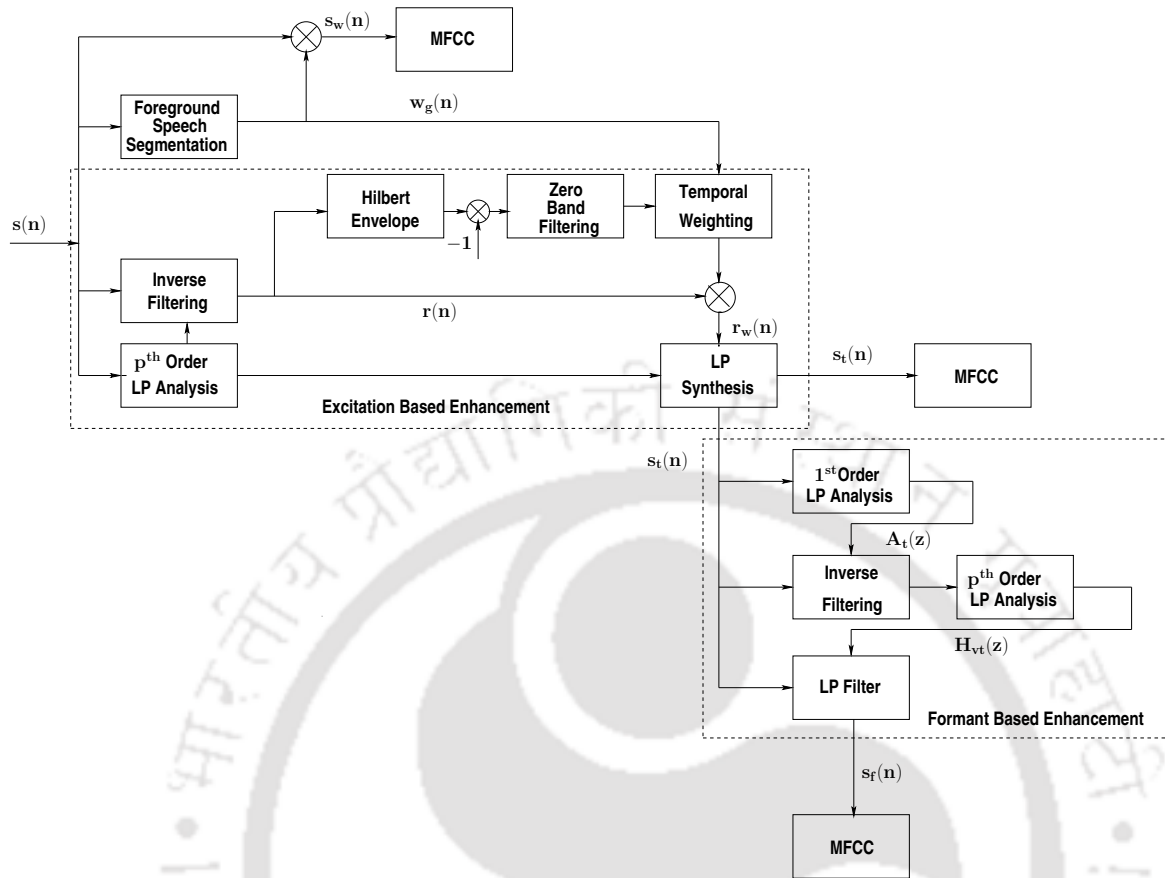 s_w(n)
MFCC
Foreground
Speech
Segmentation
w_g(n)
Hilbert
Envelope
Zero
Band
Filtering
Temporal
Weighting
−1
s(n)
Inverse
Filtering
r(n)
r_w(n)
p^th Order
LP Analysis
LP
Synthesis
s_t(n)
MFCC
Excitation Based Enhancement
s_t(n)
1^st Order
LP Analysis
A_t(z)
Inverse
Filtering
p^th Order
LP Analysis
H_vt(z)
LP Filter
Formant Based Enhancement
s_f(n)
MFCC
भारतीय प्रौद्योगिकी संस्थान गुवाहाटी